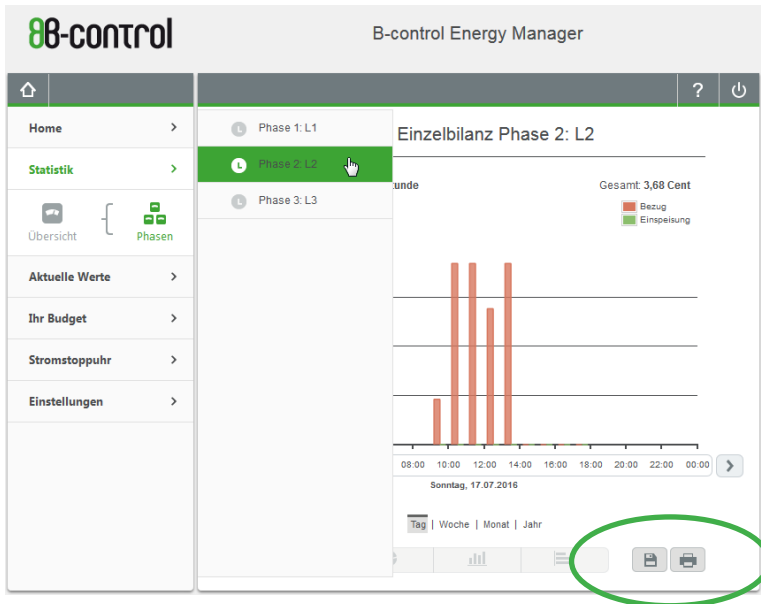 B-control
B-control Energy Manager
?
Home
Statistik
Übersicht
Phasen
Aktuelle Werte
Ihr Budget
Stromstoppuhr
Einstellungen
Phase 1: L1
Phase 2: L2
Phase 3: L3
Einzelbilanz Phase 2: L2
unde
Gesamt: 3,68 Cent
Bezug
Einspeisung
08:00 10:00 12:00 14:00 16:00 18:00 20:00 22:00 00:00
Sonntag, 17.07.2016
Tag | Woche | Monat | Jahr